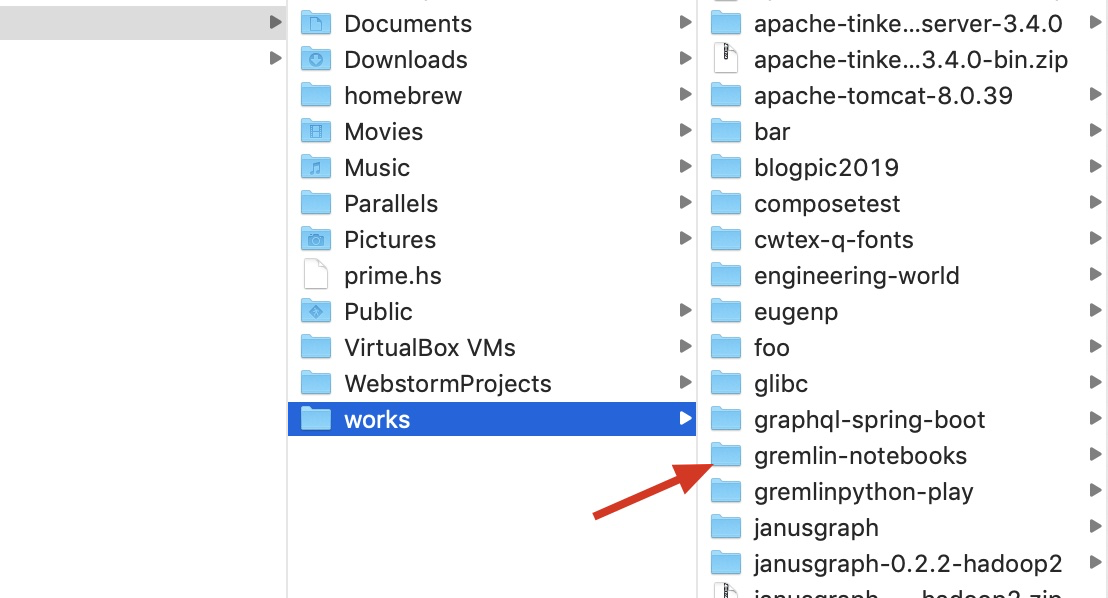 Documents
Downloads
homebrew
Movies
Music
Parallels
Pictures
prime.hs
Public
VirtualBox VMs
WebstormProjects
works
apache-tinke...server-3.4.0
apache-tinke...3.4.0-bin.zip
apache-tomcat-8.0.39
bar
blogpic2019
composetest
cwtex-q-fonts
engineering-world
eugenp
foo
glibc
graphql-spring-boot
gremlin-notebooks
gremlinpython-play
janusgraph
janusgraph-0.2.2-hadoop2